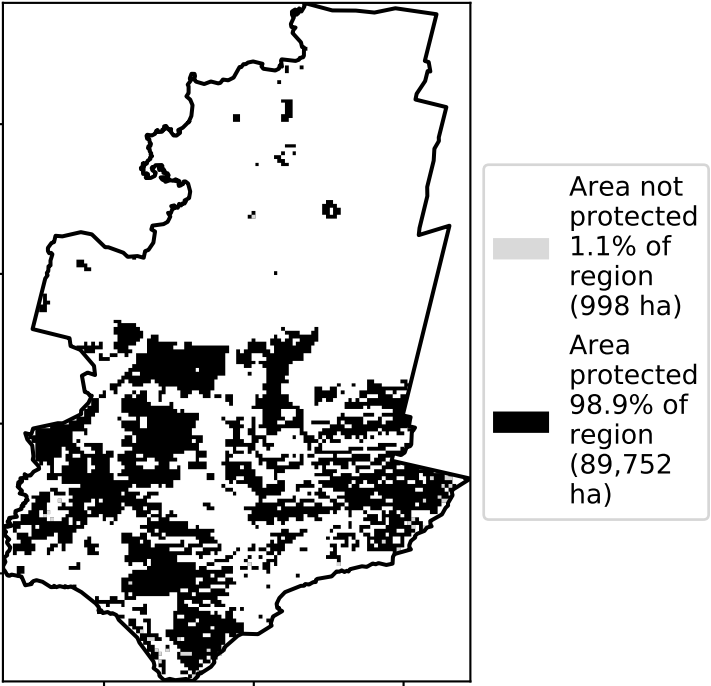 Area not
protected
1.1% of
region
(998 ha)
Area
protected
98.9% of
region
(89,752
ha)